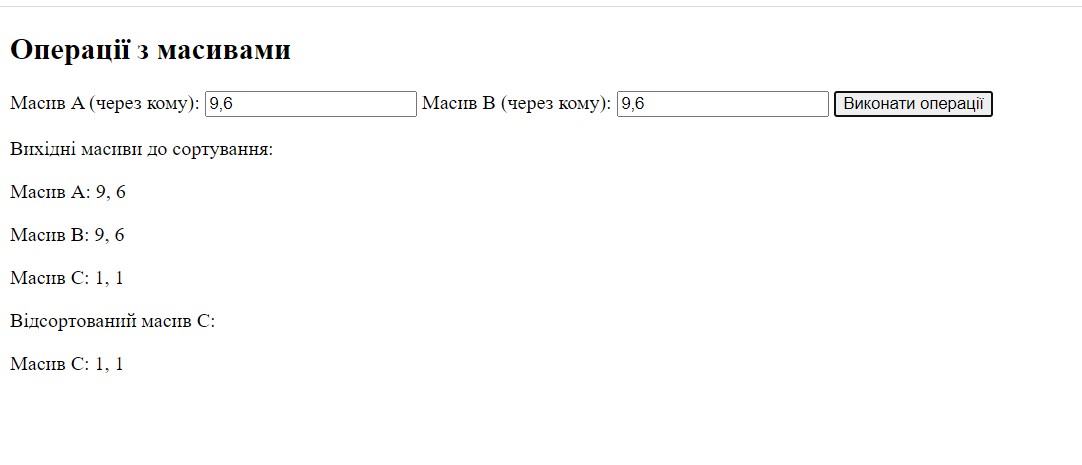 Операції з масивами
Масив A (через кому): 9,6 Масив B (через кому): 9,6 Виконати операції
Вихідні масиви до сортування:
Масив A: 9, 6
Масив B: 9, 6
Масив C: 1, 1
Відсортований масив C:
Масив C: 1, 1